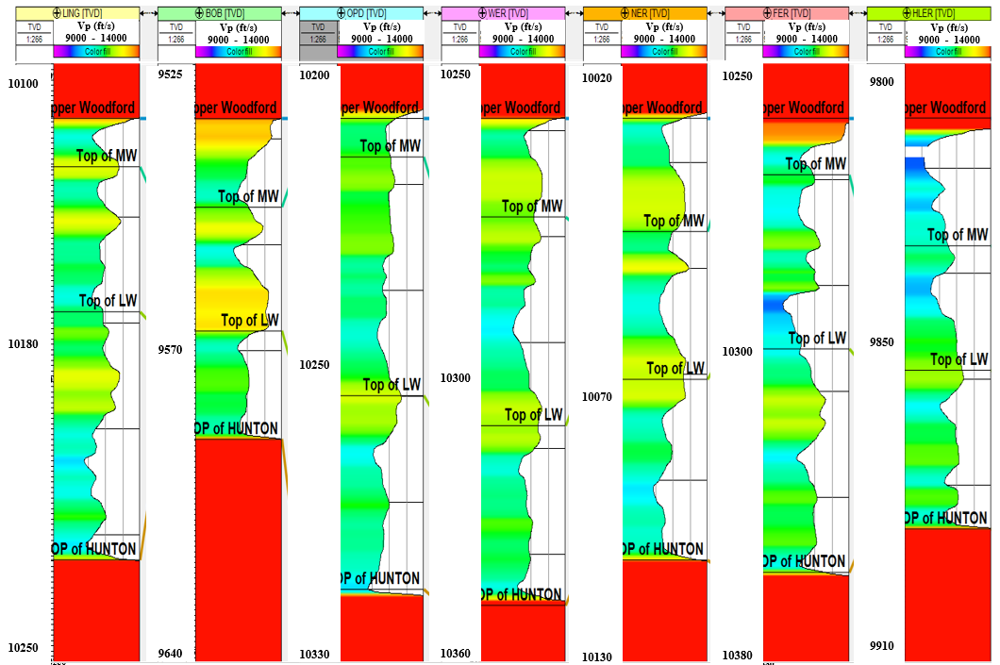 LING [TVD]
TVD
1:266
Vp (ft/s)
9000 - 14000
Color fill
10100
pper Woodford
Top of MW
Top of LW
10180
OP of HUNTON
10250
BOB [TVD]
TVD
1:266
Vp (ft/s)
9000 - 14000
Color fill
9525
pper Woodford
Top of MW
Top of LW
9570
OP of HUNTON
9640
OPD [TVD]
TVD
1:266
Vp (ft/s)
9000 - 14000
Color fill
10200
pper Woodford
Top of MW
10250
Top of LW
OP of HUNTON
10330
WER [TVD]
TVD
1:266
Vp (ft/s)
9000 - 14000
Color fill
10250
pper Woodford
Top of MW
10300
Top of LW
OP of HUNTON
10360
NER [TVD]
TVD
1:266
Vp (ft/s)
9000 - 14000
Color fill
10020
pper Woodford
Top of MW
Top of LW
10070
OP of HUNTON
10130
FER [TVD]
TVD
1:266
Vp (ft/s)
9000 - 14000
Color fill
10250
pper Woodford
Top of MW
10300
Top of LW
OP of HUNTON
10380
HLER [TVD]
TVD
1:266
Vp (ft/s)
9000 - 14000
Color fill
9800
pper Woodford
Top of MW
9850
Top of LW
OP of HUNTON
9910